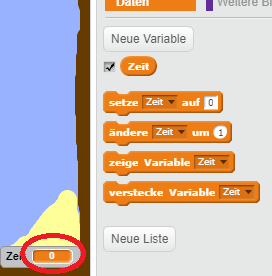 Daten
Weitere Bl
Neue Variable
Zeit
setze Zeit auf 0
ändere Zeit um 1
zeige Variable Zeit
verstecke Variable Zeit
Neue Liste
Zei 0